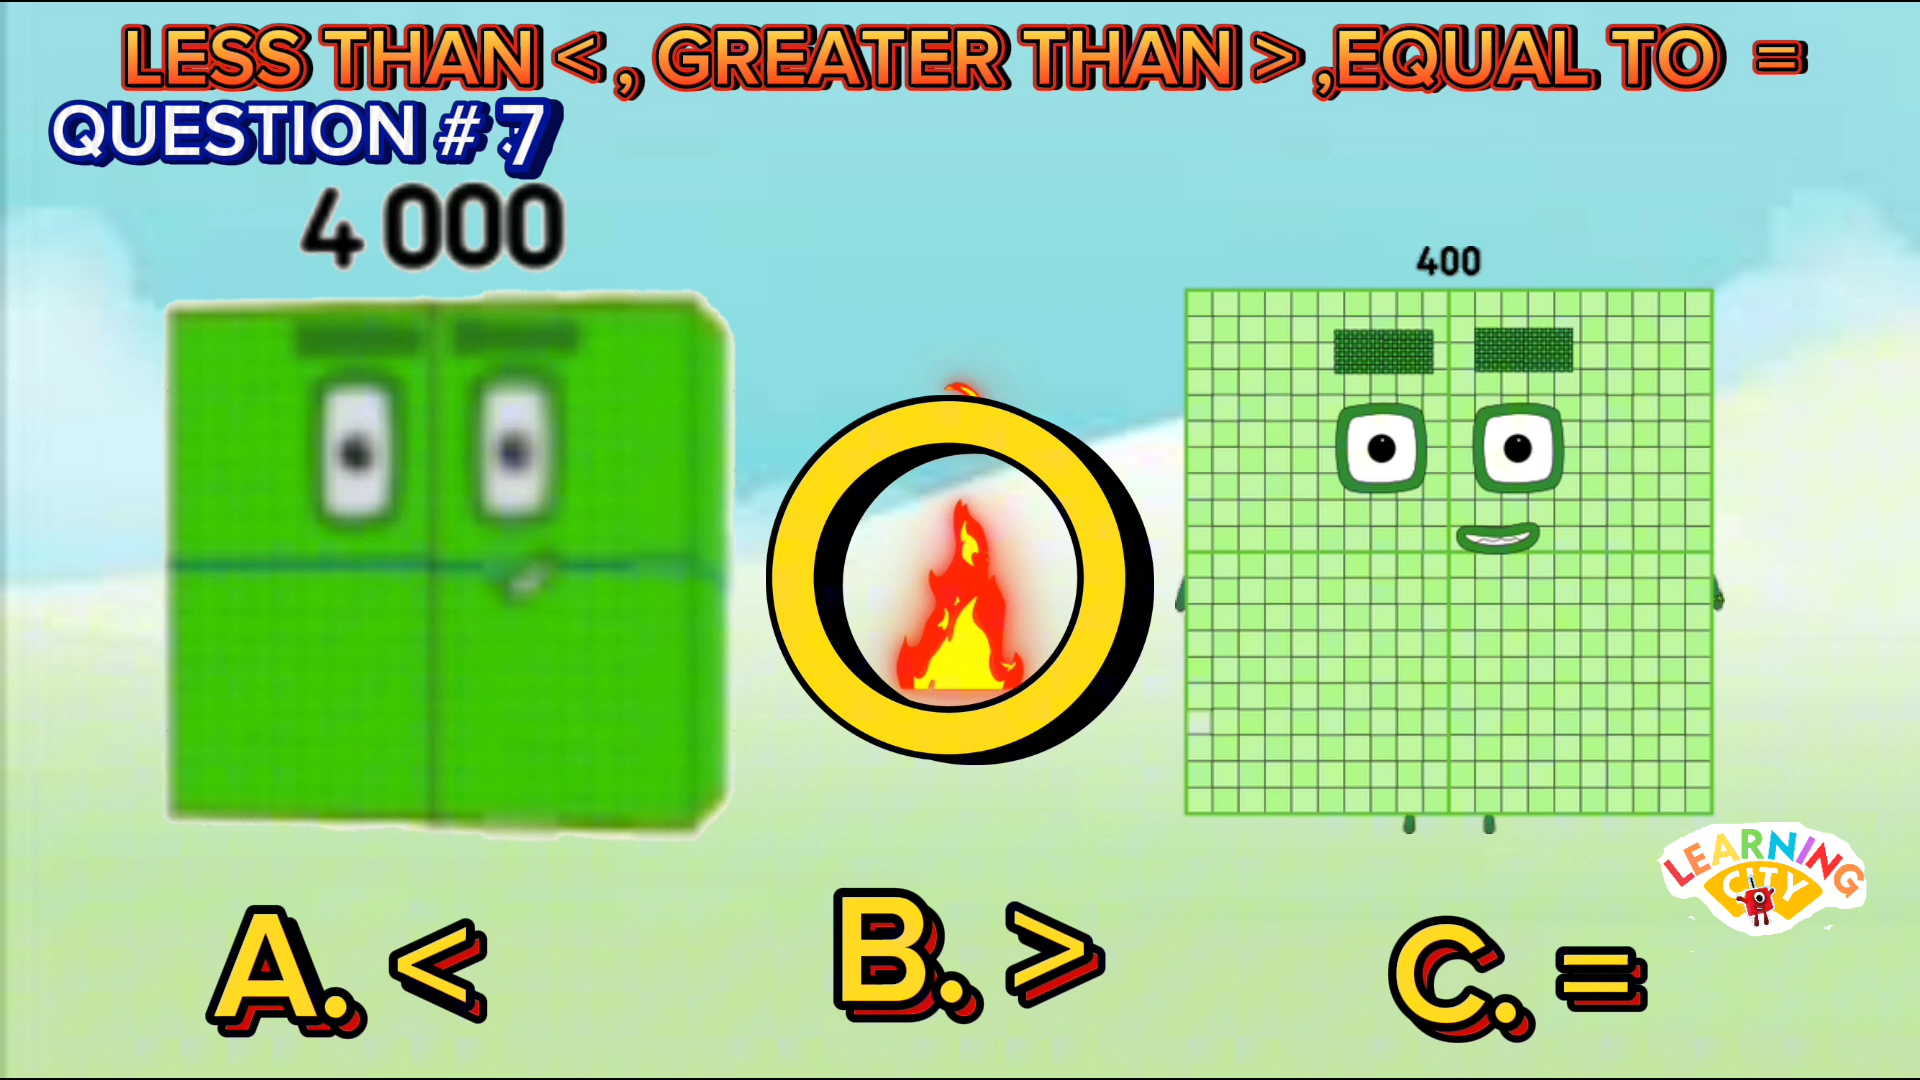 LESS THAN < , GREATER THAN > ,EQUAL TO =
QUESTION # 7
4 000
400
A. <
B. >
C. =
LEARNING
CITY